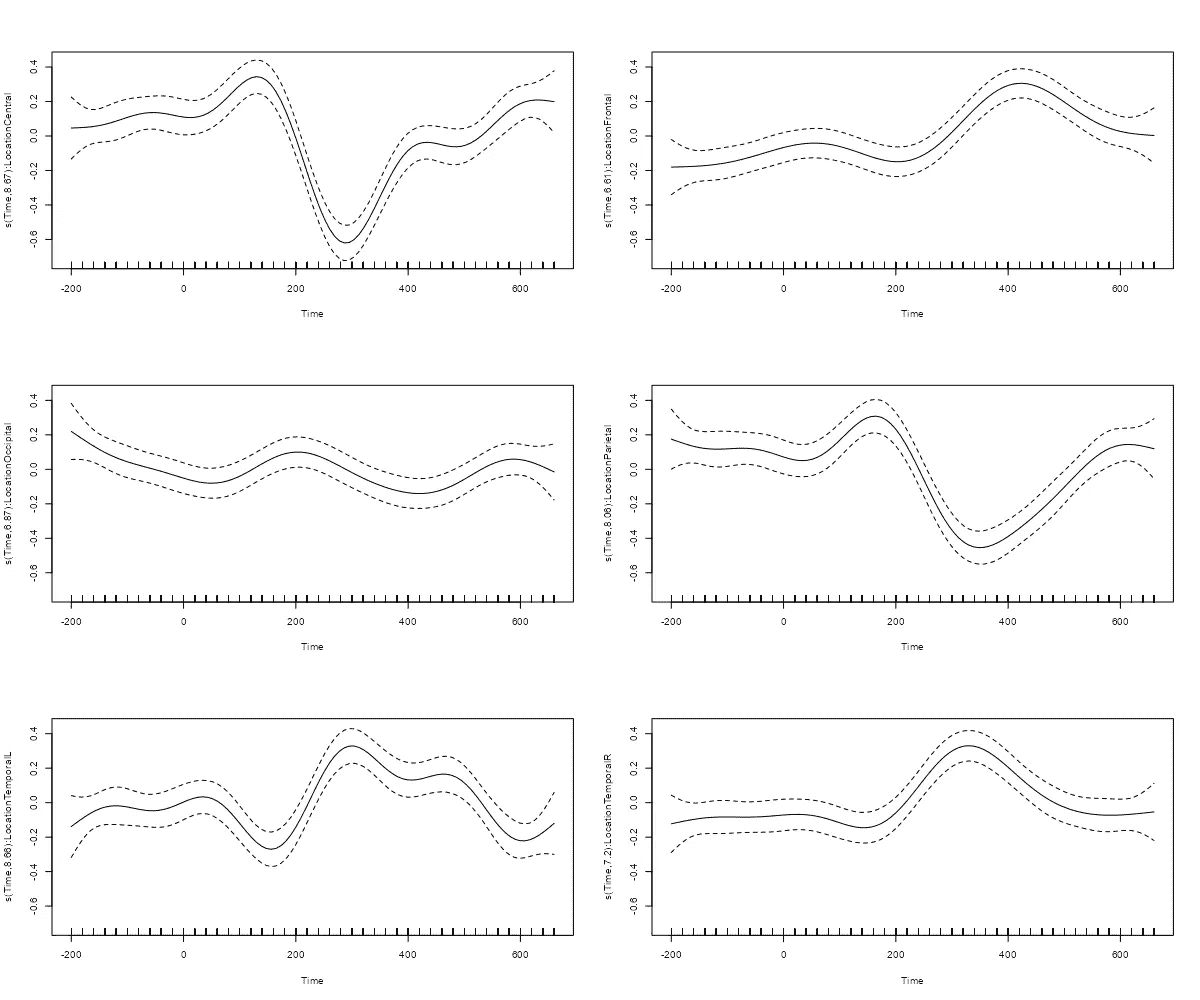 s(Time,8.67):LocationCentral
0.4
0.2
0.0
-0.2
-0.4
-0.6
-200 0 200 400 600
Time
s(Time,6.61):LocationFrontal
0.4
0.2
0.0
-0.2
-0.4
-0.6
-200 0 200 400 600
Time
s(Time,6.87):LocationOccipital
0.4
0.2
0.0
-0.2
-0.4
-0.6
-200 0 200 400 600
Time
s(Time,8.06):LocationParietal
0.4
0.2
0.0
-0.2
-0.4
-0.6
-200 0 200 400 600
Time
s(Time,8.66):LocationTemporalL
0.4
0.2
0.0
-0.2
-0.4
-0.6
-200 0 200 400 600
Time
s(Time,7.2):LocationTemporalR
0.4
0.2
0.0
-0.2
-0.4
-0.6
-200 0 200 400 600
Time